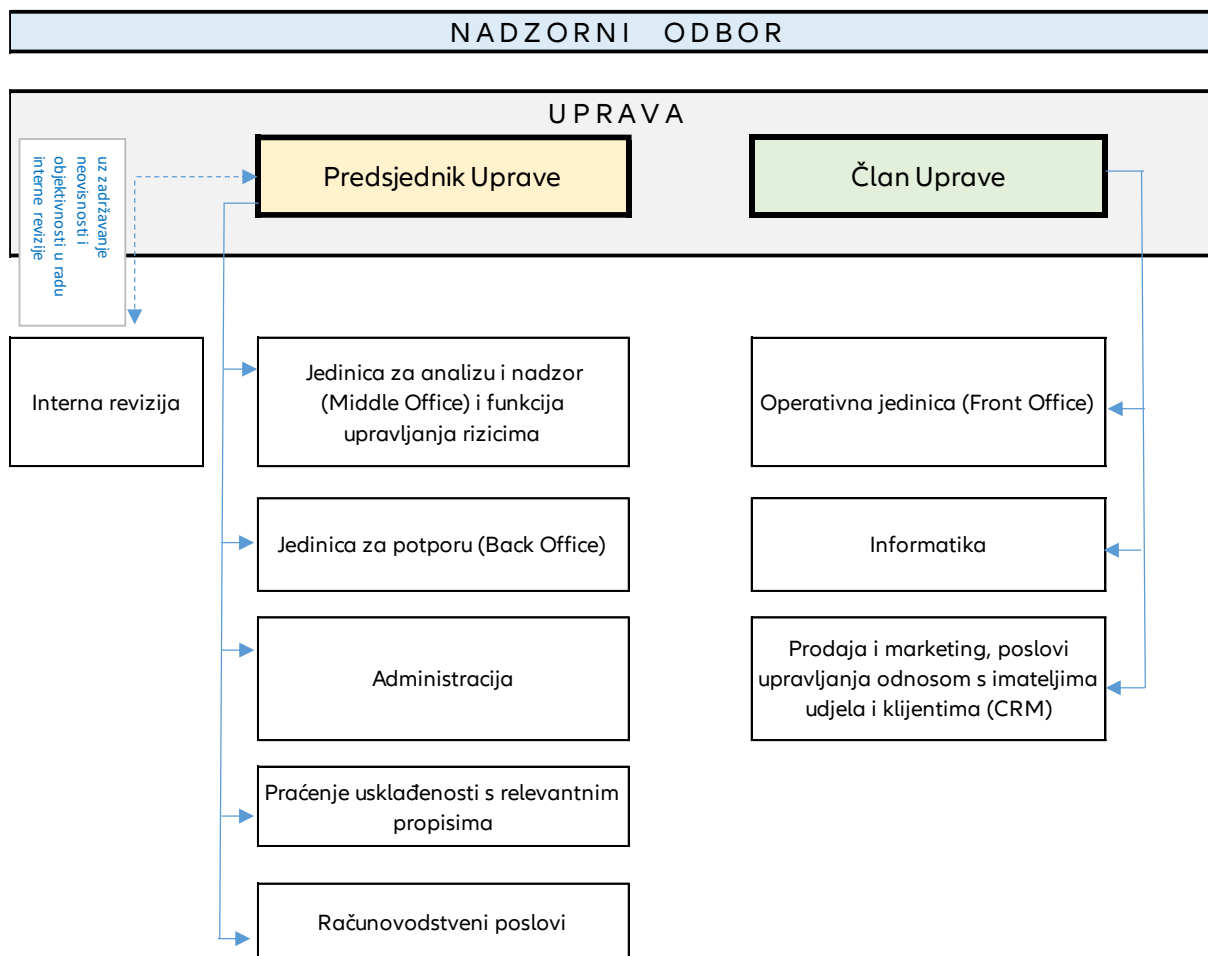 NADZORNI ODBOR
UPRAVA
uz zadržavanje
neovisnosti i
objektivnosti u radu
interne revizije
Predsjednik Uprave
Član Uprave
Interna revizija
Jedinica za analizu i nadzor
(Middle Office) i funkcija
upravljanja rizicima
Operativna jedinica (Front Office)
Jedinica za potporu (Back Office)
Informatika
Administracija
Prodaja i marketing, poslovi
upravljanja odnosom s imateljima
udjela i klijentima (CRM)
Praćenje usklađenosti s relevantnim
propisima
Računovodstveni poslovi